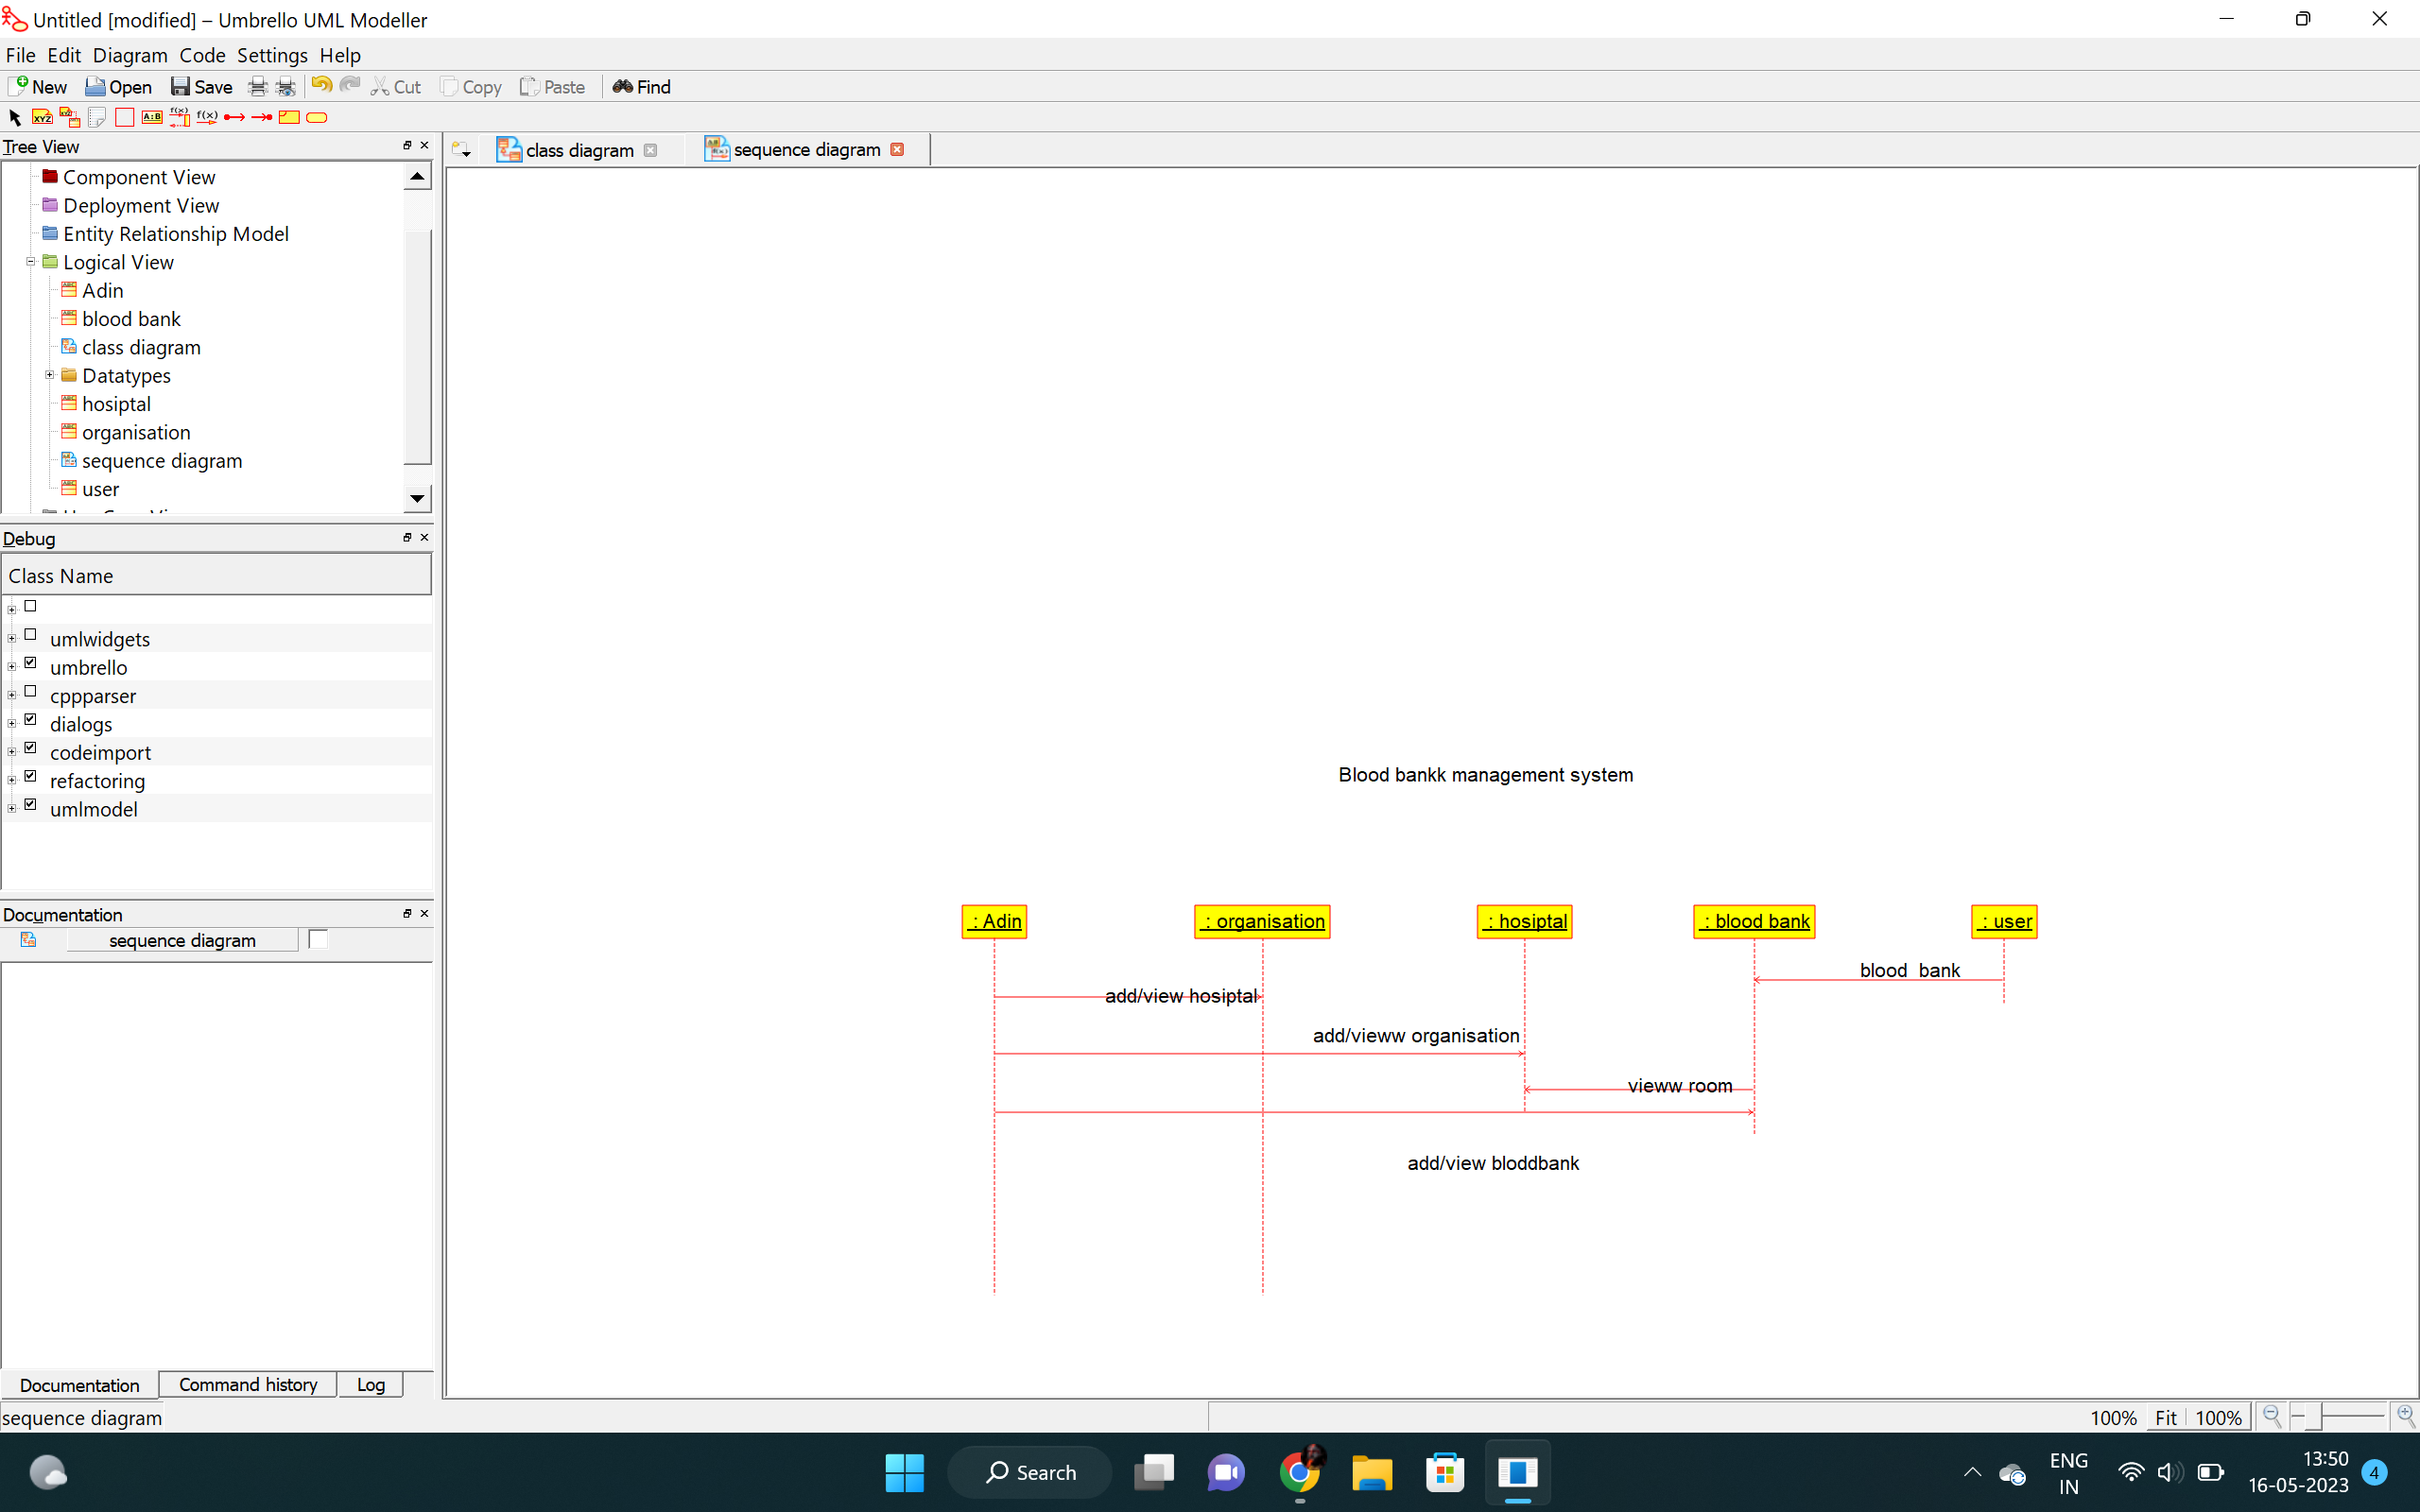 Untitled [modified] – Umbrello UML Modeller
File Edit Diagram Code Settings Help
New Open Save Cut Copy Paste Find
Tree View
class diagram
sequence diagram
Component View
Deployment View
Entity Relationship Model
Logical View
Adin
blood bank
class diagram
Datatypes
hosiptal
organisation
sequence diagram
user
Debug
Class Name
umlwidgets
umbrello
cppparser
dialogs
codeimport
refactoring
umlmodel
Documentation
sequence diagram
Blood bankk management system
: Adin
: organisation
: hosiptal
: blood bank
: user
blood bank
add/view hosiptal
add/vieww organisation
vieww room
add/view bloddbank
Documentation Command history Log
sequence diagram
100% Fit 100%
Search
ENG
IN
13:50
16-05-2023
4